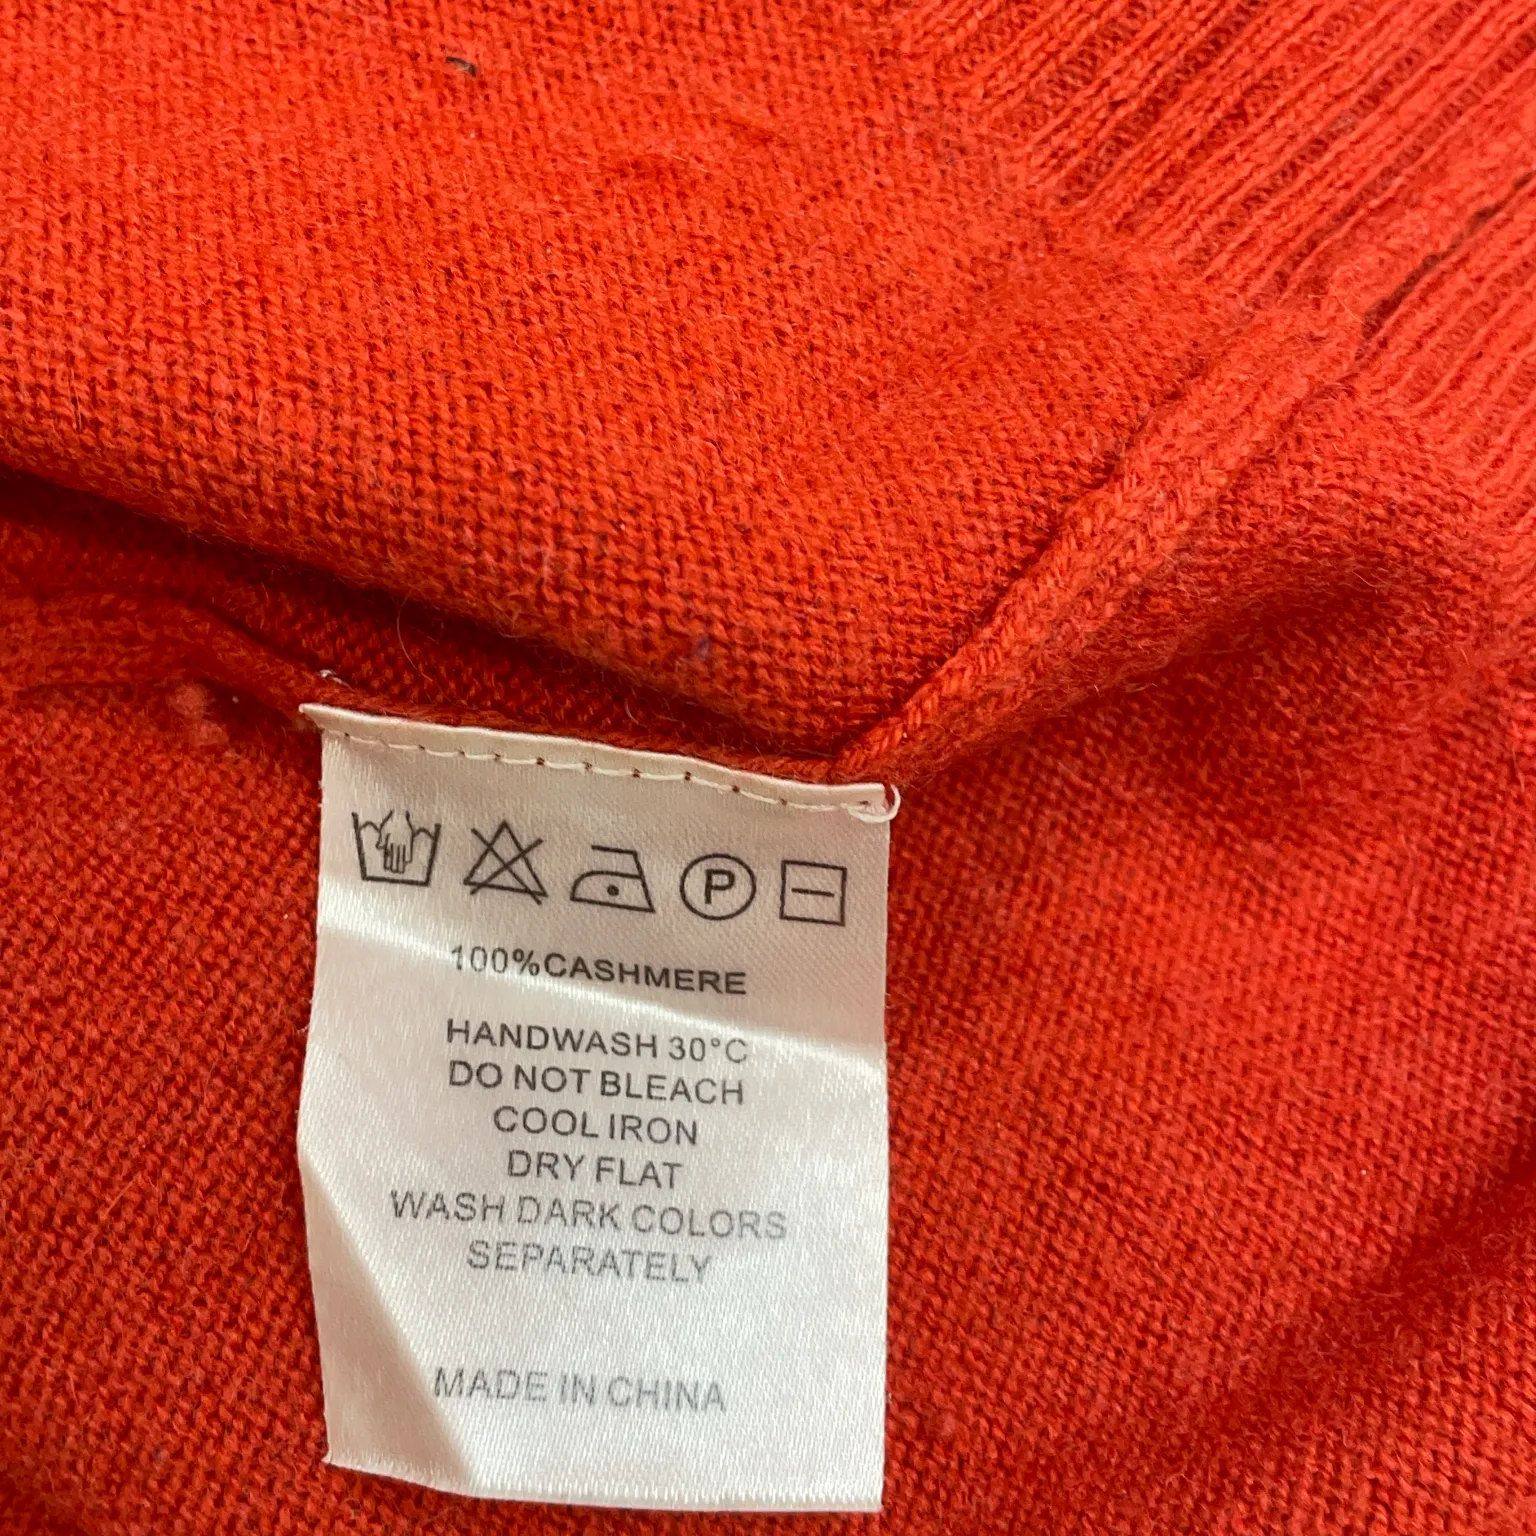 P
100%CASHMERE
HANDWASH 30°C
DO NOT BLEACH
COOL IRON
DRY FLAT
WASH DARK COLORS
SEPARATELY
MADE IN CHINA